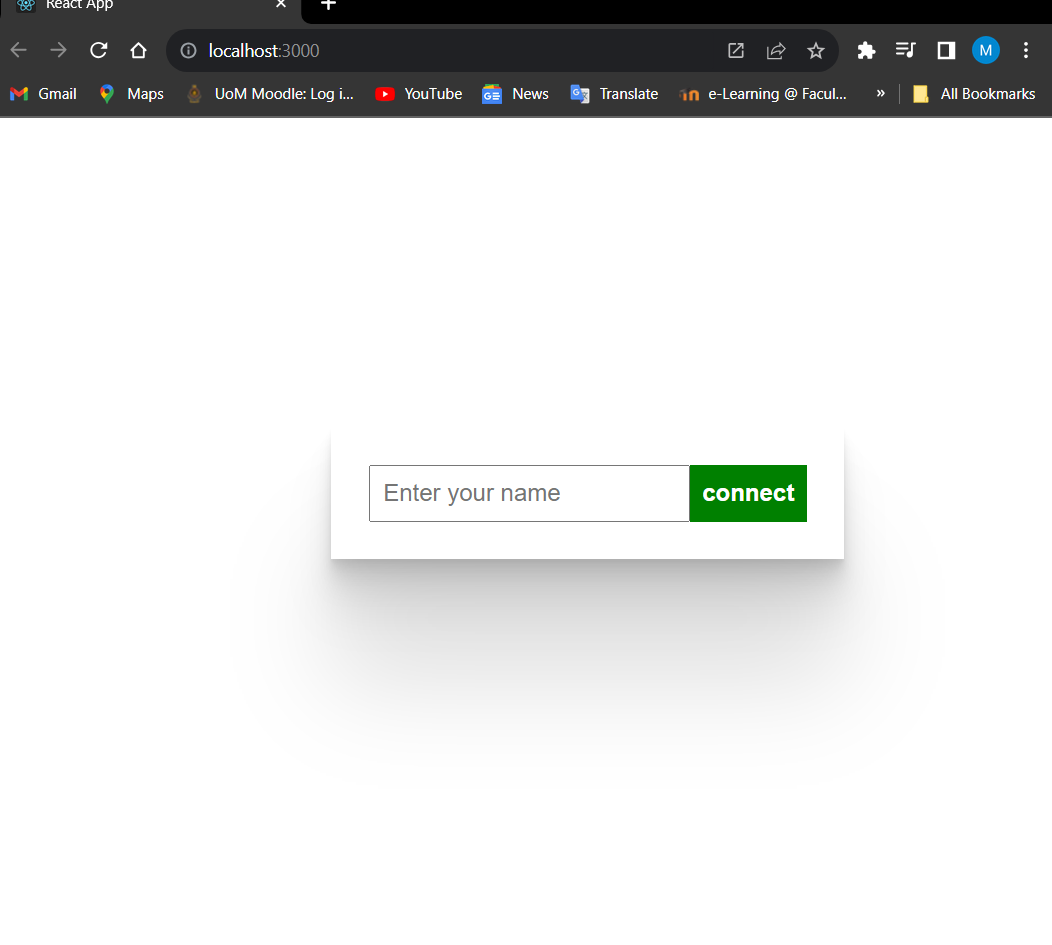 React App
localhost:3000
M
Gmail Maps UoM Moodle: Log i... YouTube News Translate e-Learning @ Facul... » All Bookmarks
Enter your name connect